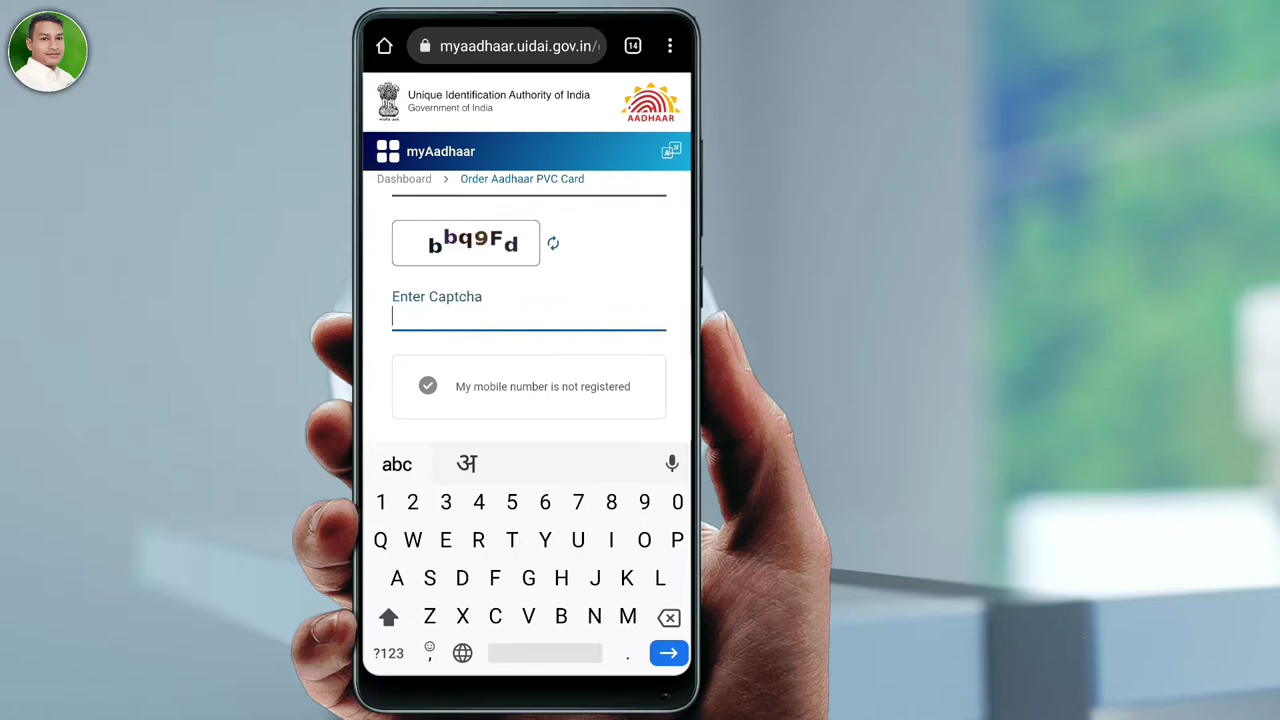 14
myaadhaar.uidai.gov.in/
Unique Identification Authority of India
Government of India
AADHAAR
myAadhaar
Dashboard > Order Aadhaar PVC Card
bbq9Fd
Enter Captcha
My mobile number is not registered
abc अ
1 2 3 4 5 6 7 8 9 0
Q W E R T Y U I O P
A S D F G H J K L
Z X C V B N M
?123 , .